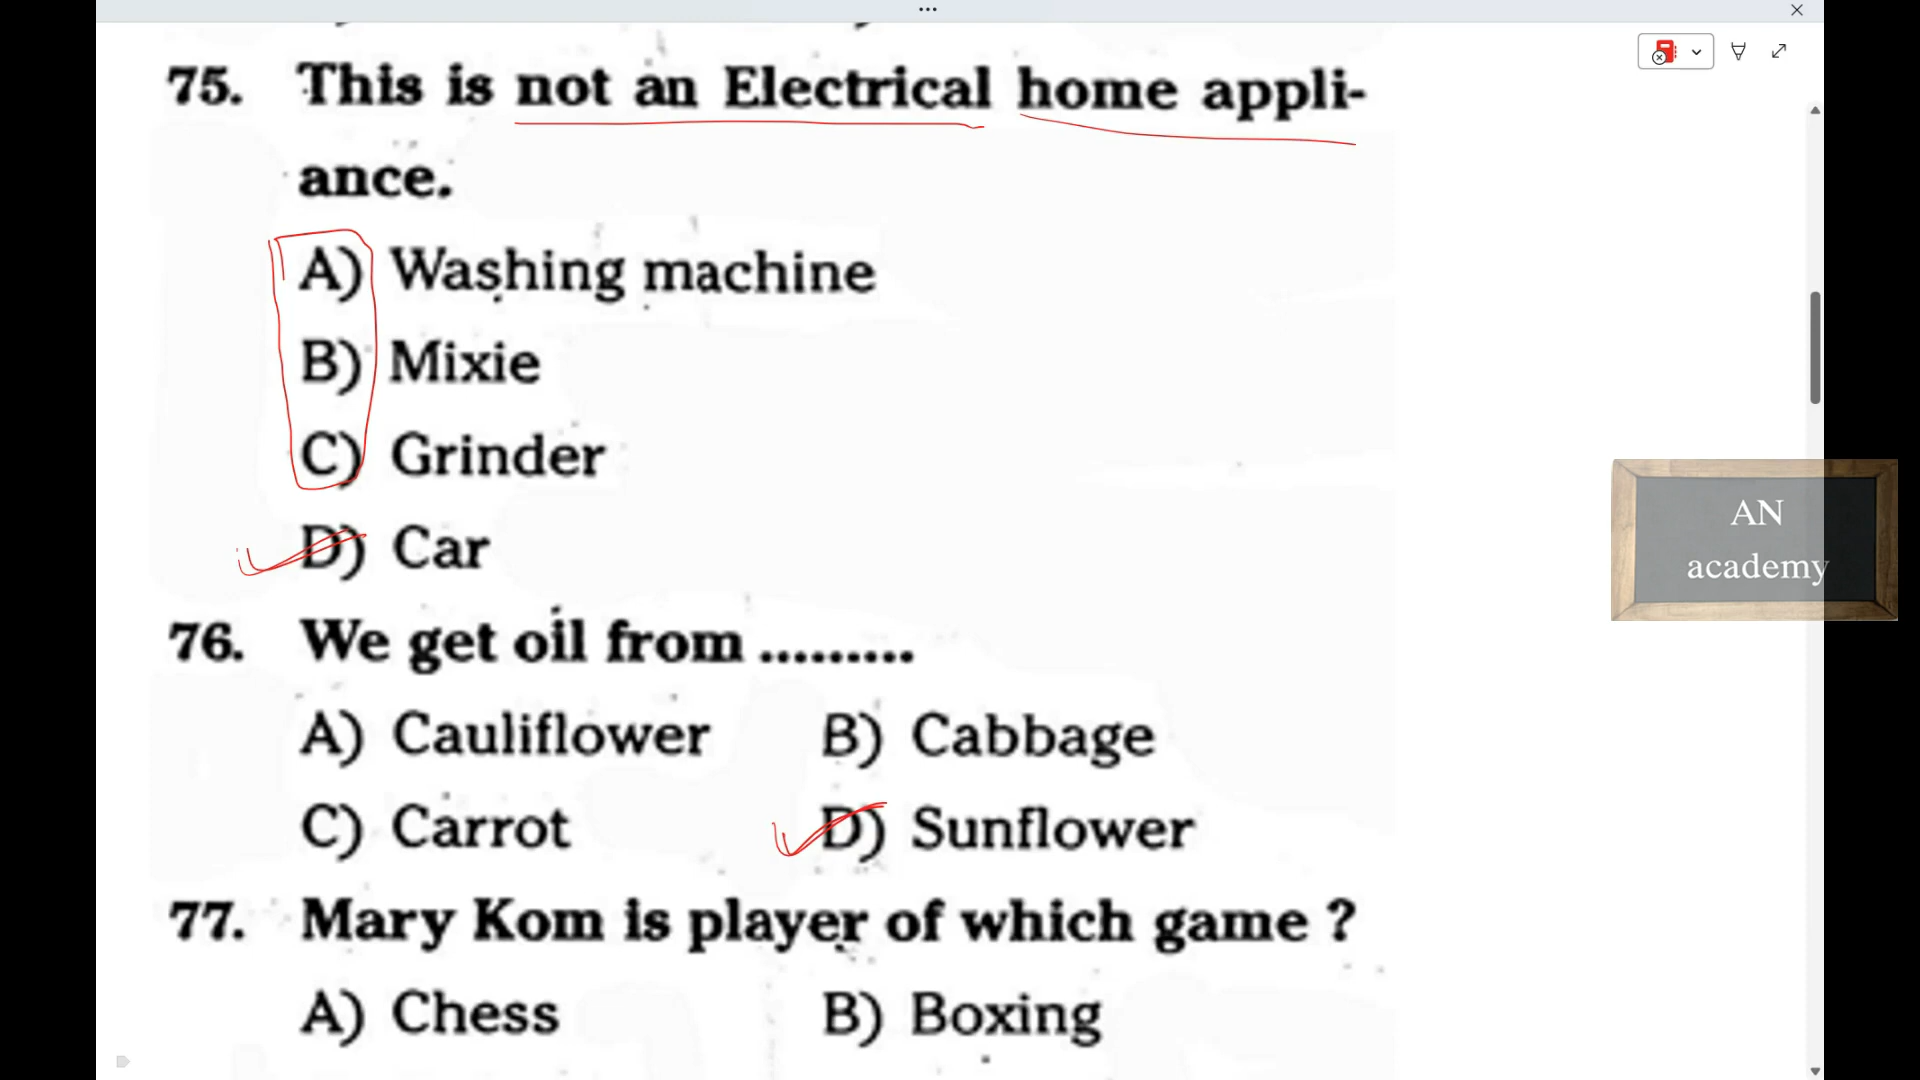 75. This is not an Electrical home appli-
ance.
A) Washing machine
B) Mixie
C) Grinder
D) Car
76. We get oil from .........
A) Cauliflower B) Cabbage
C) Carrot D) Sunflower
77. Mary Kom is player of which game ?
A) Chess B) Boxing
AN
academy